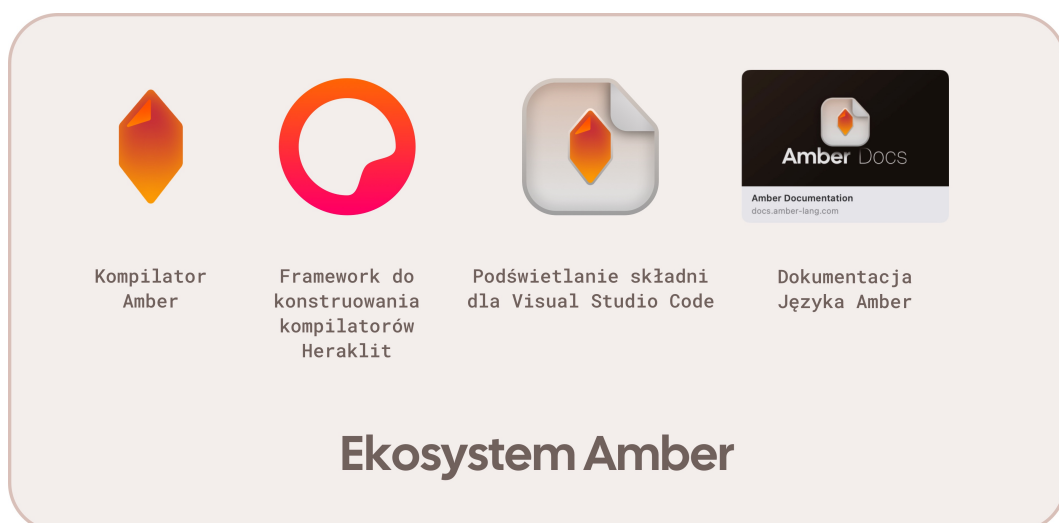 Amber Docs
Amber Documentation
docs.amber-lang.com
Kompilator
Amber
Framework do
konstruowania
kompilatorów
Heraklit
Podświetlanie składni
dla Visual Studio Code
Dokumentacja
Języka Amber
Ekosystem Amber